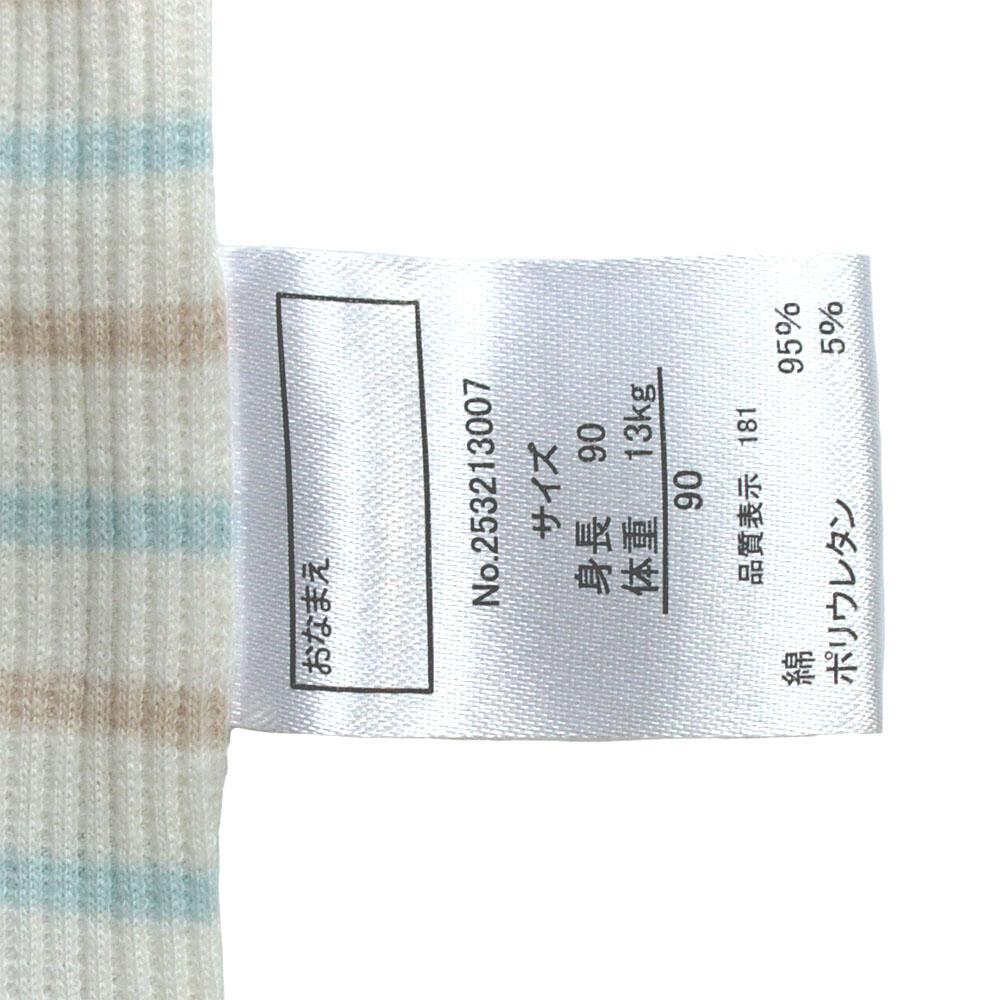 おなまえ
No.253213007
サイズ
身長 90
体重 13kg
90
品質表示 181
綿 95%
ポリウレタン 5%